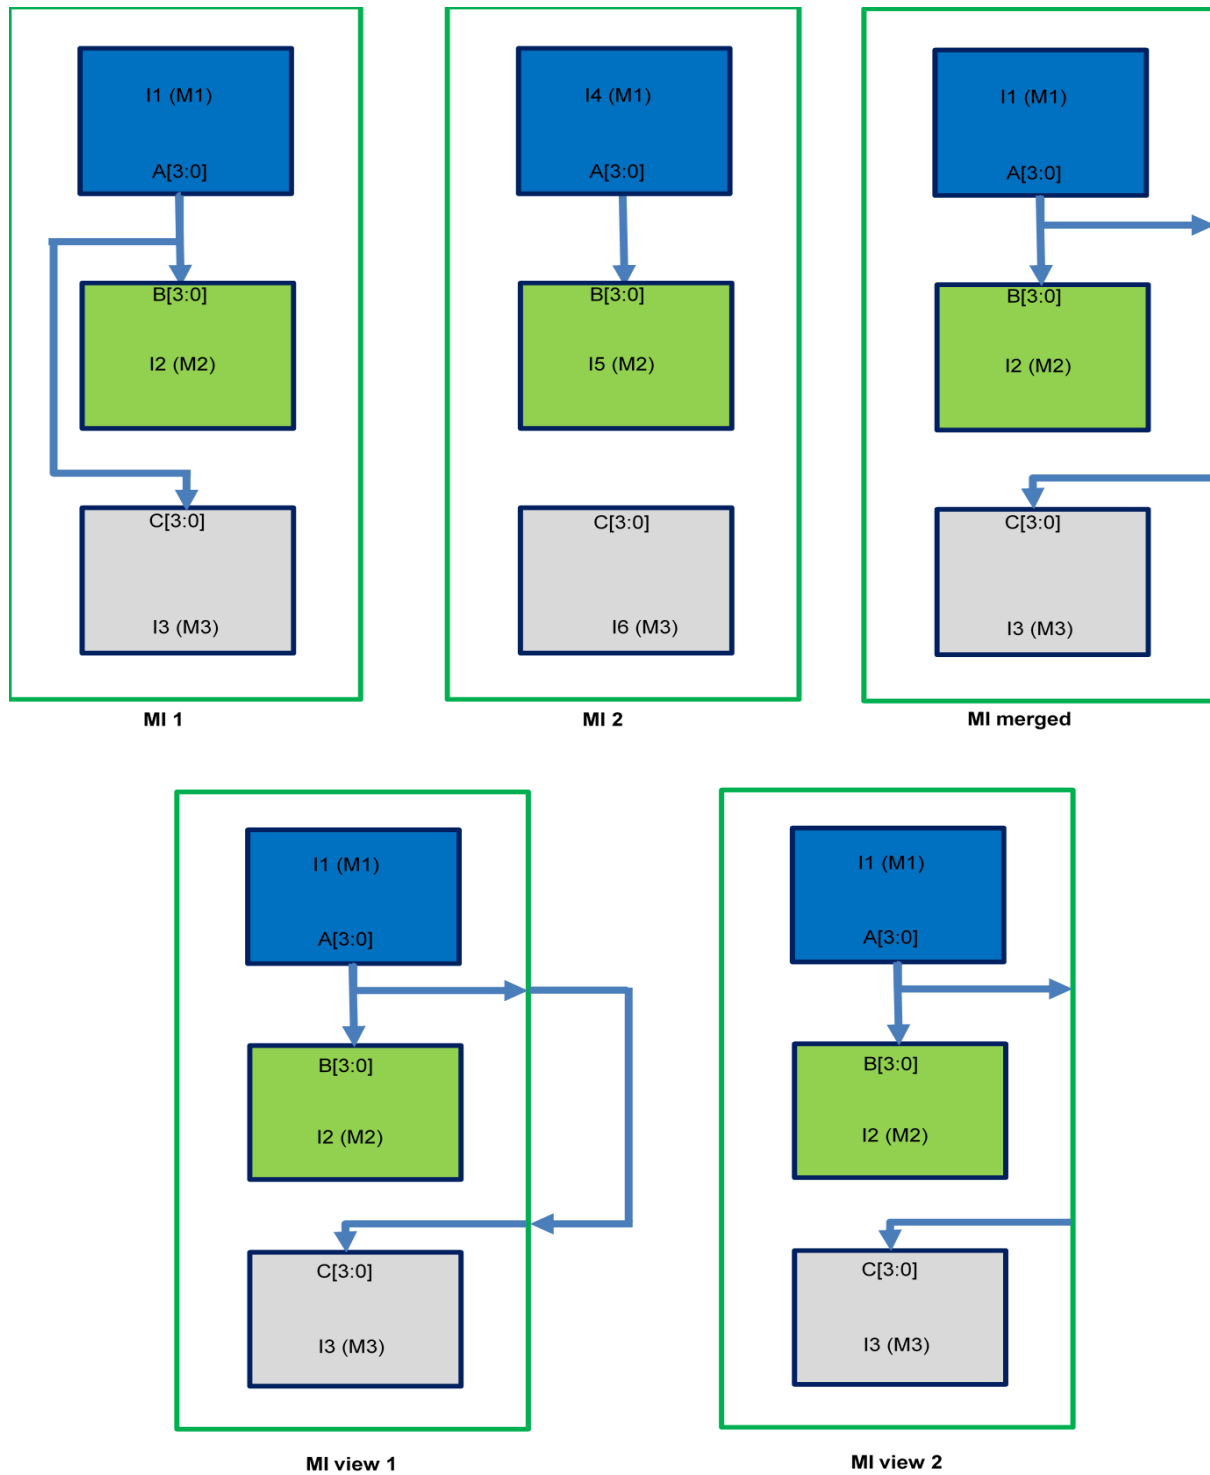 I1 (M1)
A[3:0]
B[3:0]
I2 (M2)
C[3:0]
I3 (M3)
MI 1
I4 (M1)
A[3:0]
B[3:0]
I5 (M2)
C[3:0]
I6 (M3)
MI 2
I1 (M1)
A[3:0]
B[3:0]
I2 (M2)
C[3:0]
I3 (M3)
MI merged
I1 (M1)
A[3:0]
B[3:0]
I2 (M2)
C[3:0]
I3 (M3)
MI view 1
I1 (M1)
A[3:0]
B[3:0]
I2 (M2)
C[3:0]
I3 (M3)
MI view 2